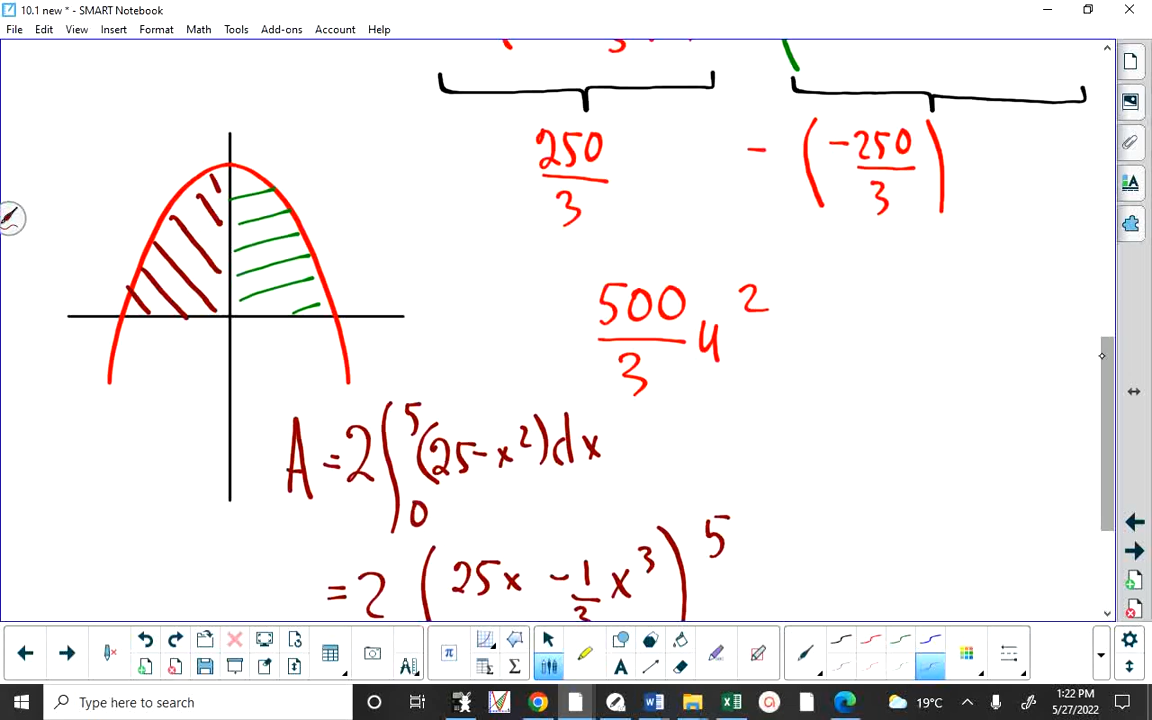 10.1 new * - SMART Notebook
File Edit View Insert Format Math Tools Add-ons Account Help
250/3 - (-250/3)
500/3 u²
A = 2∫₀⁵(25-x²)dx
= 2 (25x - 1/3 x³) 5
Type here to search
19°C
1:22 PM
5/27/2022